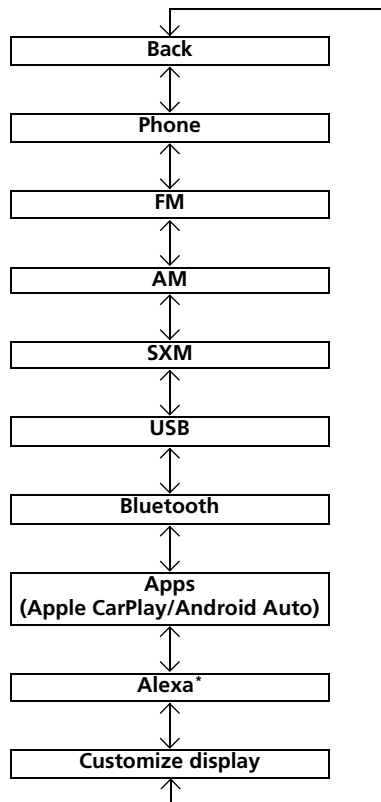 Back
Phone
FM
AM
SXM
USB
Bluetooth
Apps
(Apple CarPlay/Android Auto)
Alexa*
Customize display